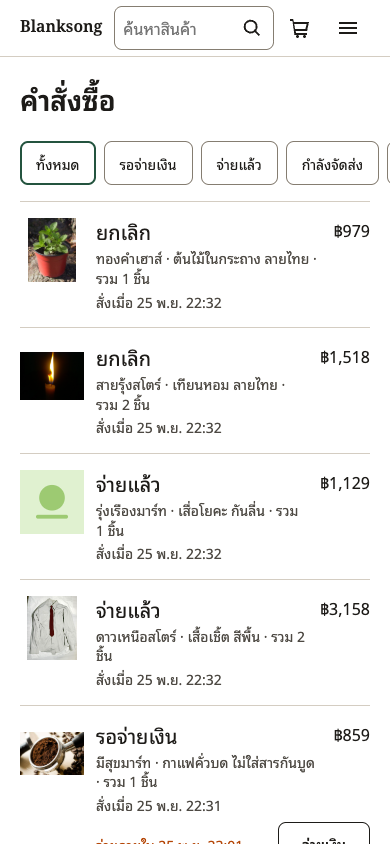 Blanksong
ค้นหาสินค้า
คำสั่งซื้อ
ทั้งหมด
รอจ่ายเงิน
จ่ายแล้ว
กำลังจัดส่ง
ยกเลิก
฿979
ทองคำเฮาส์ · ต้นไม้ในกระถาง ลายไทย ·
รวม 1 ชิ้น
สั่งเมื่อ 25 พ.ย. 22:32
ยกเลิก
฿1,518
สายรุ้งสโตร์ · เทียนหอม ลายไทย ·
รวม 2 ชิ้น
สั่งเมื่อ 25 พ.ย. 22:32
จ่ายแล้ว
฿1,129
รุ่งเรืองมาร์ท · เสื่อโยคะ กันลื่น · รวม
1 ชิ้น
สั่งเมื่อ 25 พ.ย. 22:32
จ่ายแล้ว
฿3,158
ดาวเหนือสโตร์ · เสื้อเชิ้ต สีพื้น · รวม 2
ชิ้น
สั่งเมื่อ 25 พ.ย. 22:32
รอจ่ายเงิน
฿859
มีสุขมาร์ท · กาแฟคั่วบด ไม่ใส่สารกันบูด
· รวม 1 ชิ้น
สั่งเมื่อ 25 พ.ย. 22:31